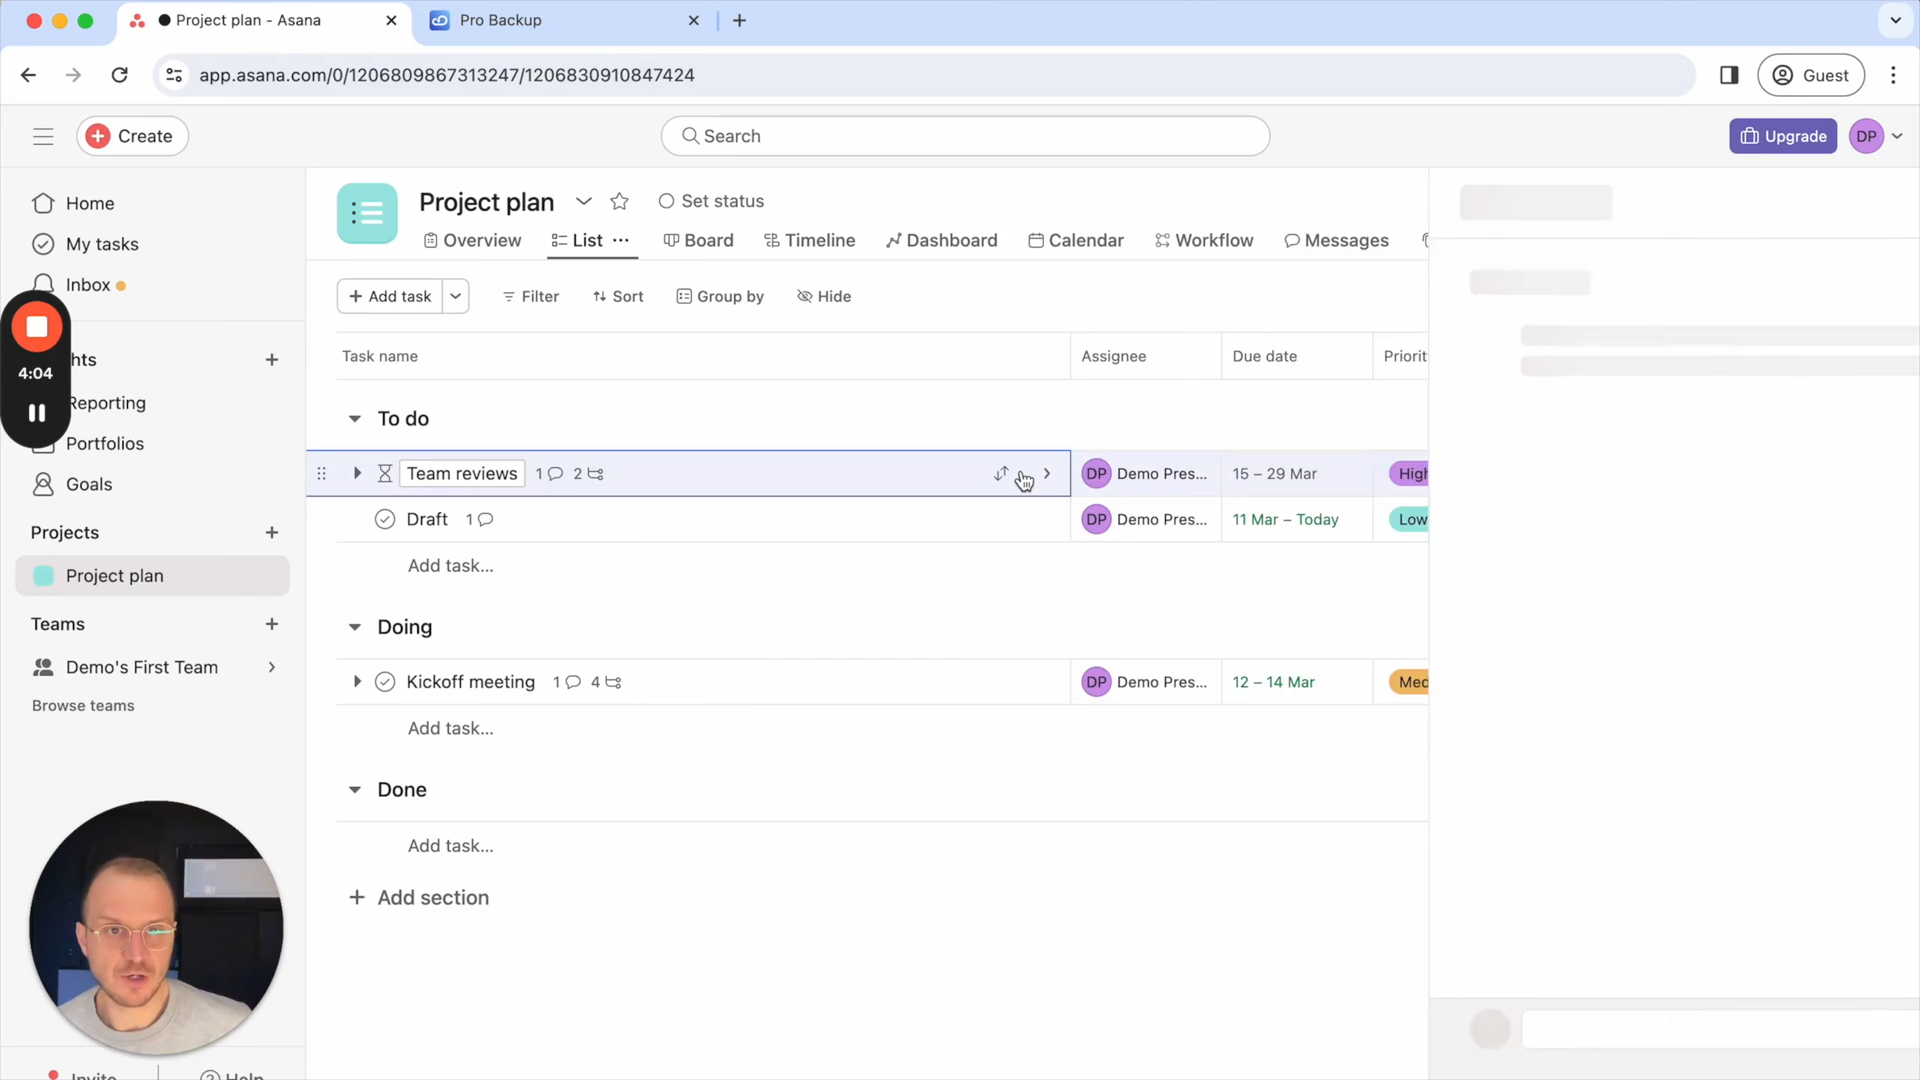 Project plan - Asana
Pro Backup
app.asana.com/0/1206809867313247/1206830910847424
Guest
Create
Search
Upgrade
DP
Home
My tasks
Inbox
4:04
hts
Reporting
Portfolios
Goals
Projects
Project plan
Teams
Demo's First Team
Browse teams
Invite
Help
Project plan
Set status
Overview
List
Board
Timeline
Dashboard
Calendar
Workflow
Messages
Add task
Filter
Sort
Group by
Hide
Task name
Assignee
Due date
Priorit
To do
Team reviews 1 2 DP Demo Pres... 15 – 29 Mar High
Draft 1 DP Demo Pres... 11 Mar – Today Low
Add task...
Doing
Kickoff meeting 1 4 DP Demo Pres... 12 – 14 Mar Med
Add task...
Done
Add task...
Add section